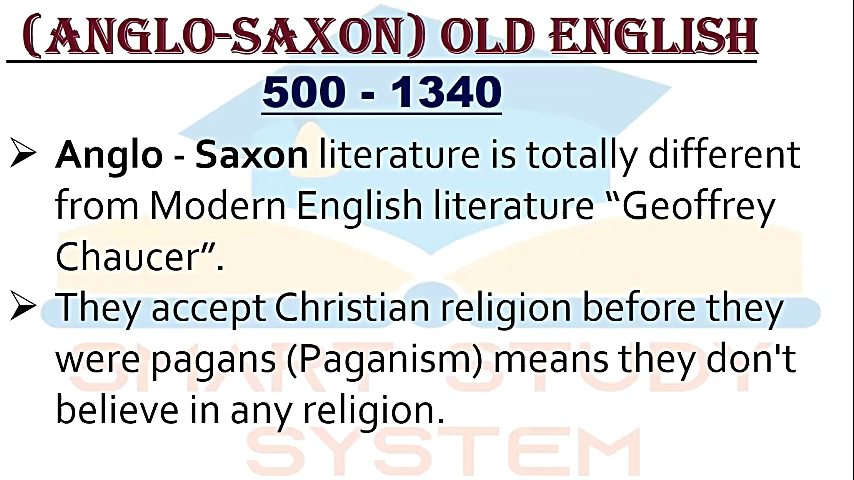 (ANGLO-SAXON) OLD ENGLISH
500 - 1340
➢ Anglo - Saxon literature is totally different
from Modern English literature “Geoffrey
Chaucer”.
➢ They accept Christian religion before they
were pagans (Paganism) means they don't
believe in any religion.
SMART STUDY
SYSTEM